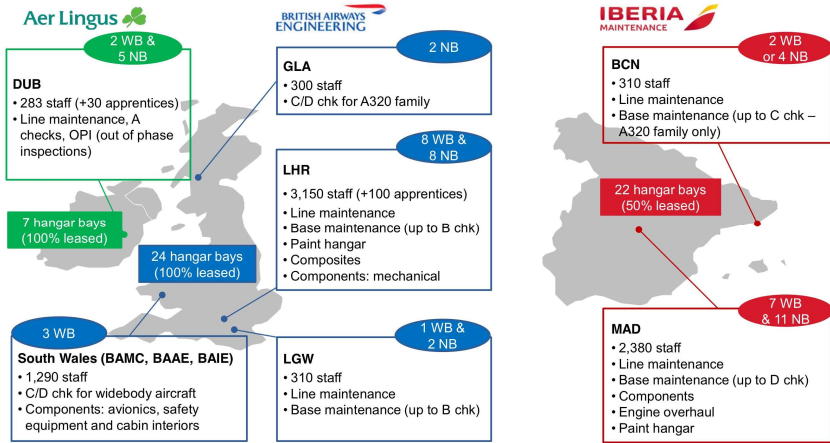 Aer Lingus
2 WB &
5 NB
DUB
• 283 staff (+30 apprentices)
• Line maintenance, A
checks, OPI (out of phase
inspections)
7 hangar bays
(100% leased)
BRITISH AIRWAYS
ENGINEERING
2 NB
GLA
• 300 staff
• C/D chk for A320 family
8 WB &
8 NB
LHR
• 3,150 staff (+100 apprentices)
• Line maintenance
• Base maintenance (up to B chk)
• Paint hangar
• Composites
• Components: mechanical
24 hangar bays
(100% leased)
3 WB
South Wales (BAMC, BAAE, BAIE)
• 1,290 staff
• C/D chk for widebody aircraft
• Components: avionics, safety
equipment and cabin interiors
1 WB &
2 NB
LGW
• 310 staff
• Line maintenance
• Base maintenance (up to B chk)
IBERIA
MAINTENANCE
2 WB
or 4 NB
BCN
• 310 staff
• Line maintenance
• Base maintenance (up to C chk –
A320 family only)
22 hangar bays
(50% leased)
7 WB
& 11 NB
MAD
• 2,380 staff
• Line maintenance
• Base maintenance (up to D chk)
• Components
• Engine overhaul
• Paint hangar